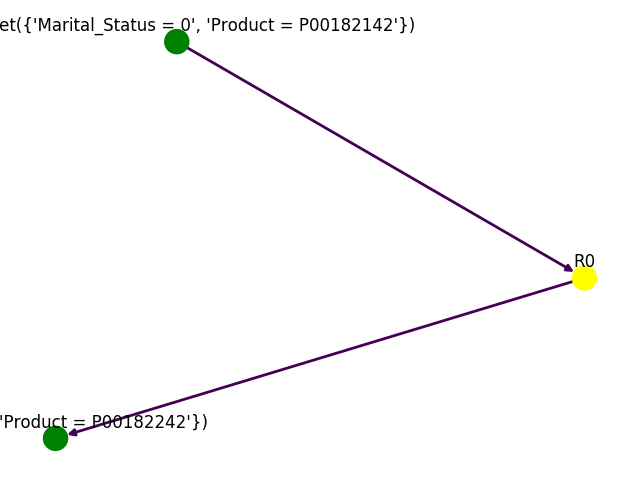 et({'Marital_Status = 0', 'Product = P00182142'})
R0
'Product = P00182242'})